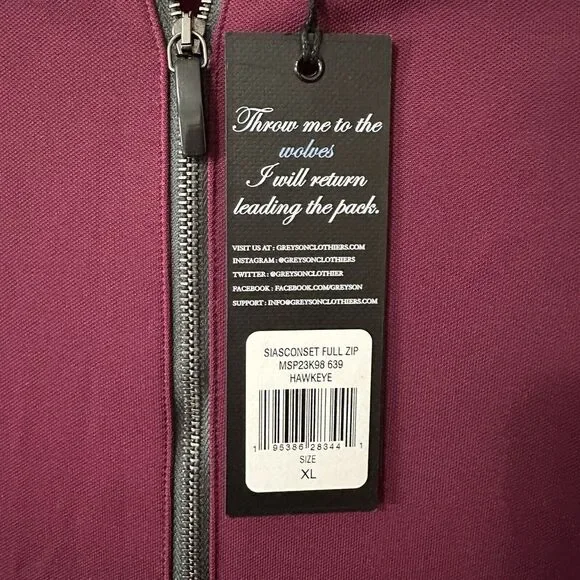 Throw me to the
wolves
I will return
leading the pack.
VISIT US AT : GREYSONCLOTHIERS.COM
INSTAGRAM : @GREYSONCLOTHIERS
TWITTER : @GREYSONCLOTHIER
FACEBOOK : FACEBOOK.COM/GREYSON
SUPPORT : INFO@GREYSONCLOTHIERS.COM
SIASCONSET FULL ZIP
MSP23K98 639
HAWKEYE
1 95386 28344 1
SIZE
XL